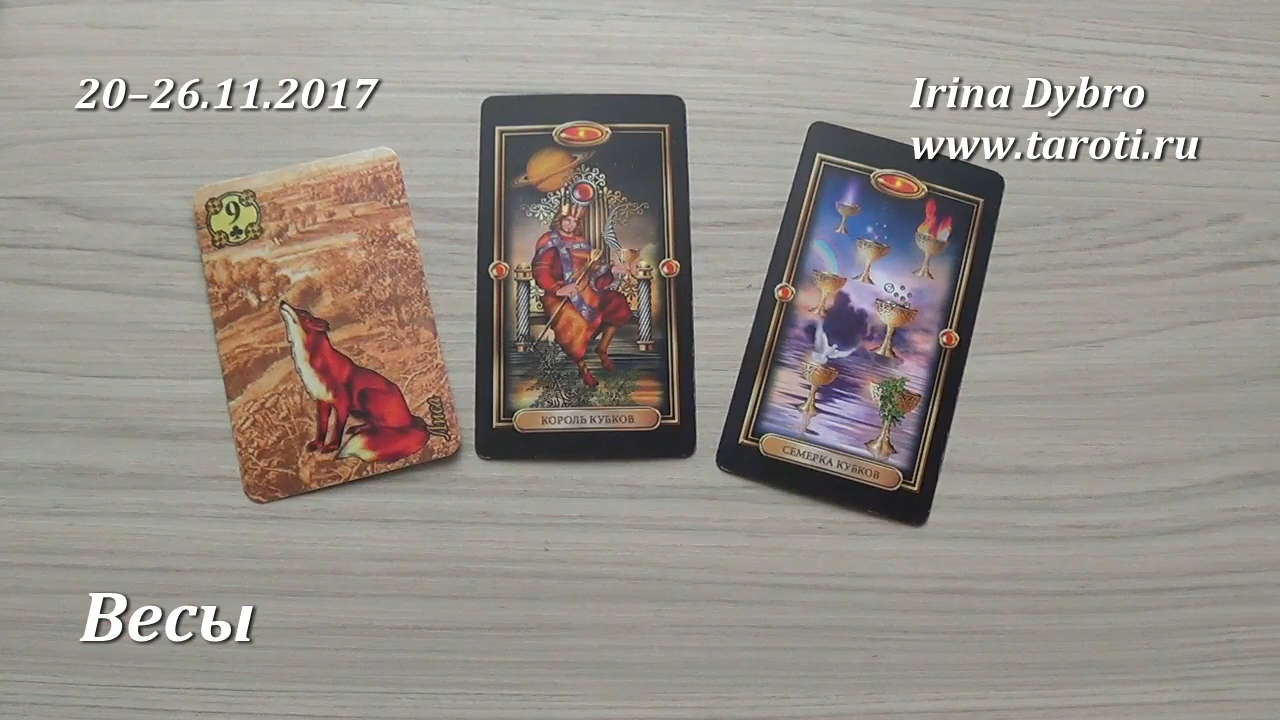 20–26.11.2017
Irina Dybro
www.taroti.ru
9
Лиса
КОРОЛЬ КУБКОВ
СЕМЕРКА КУБКОВ
Весы